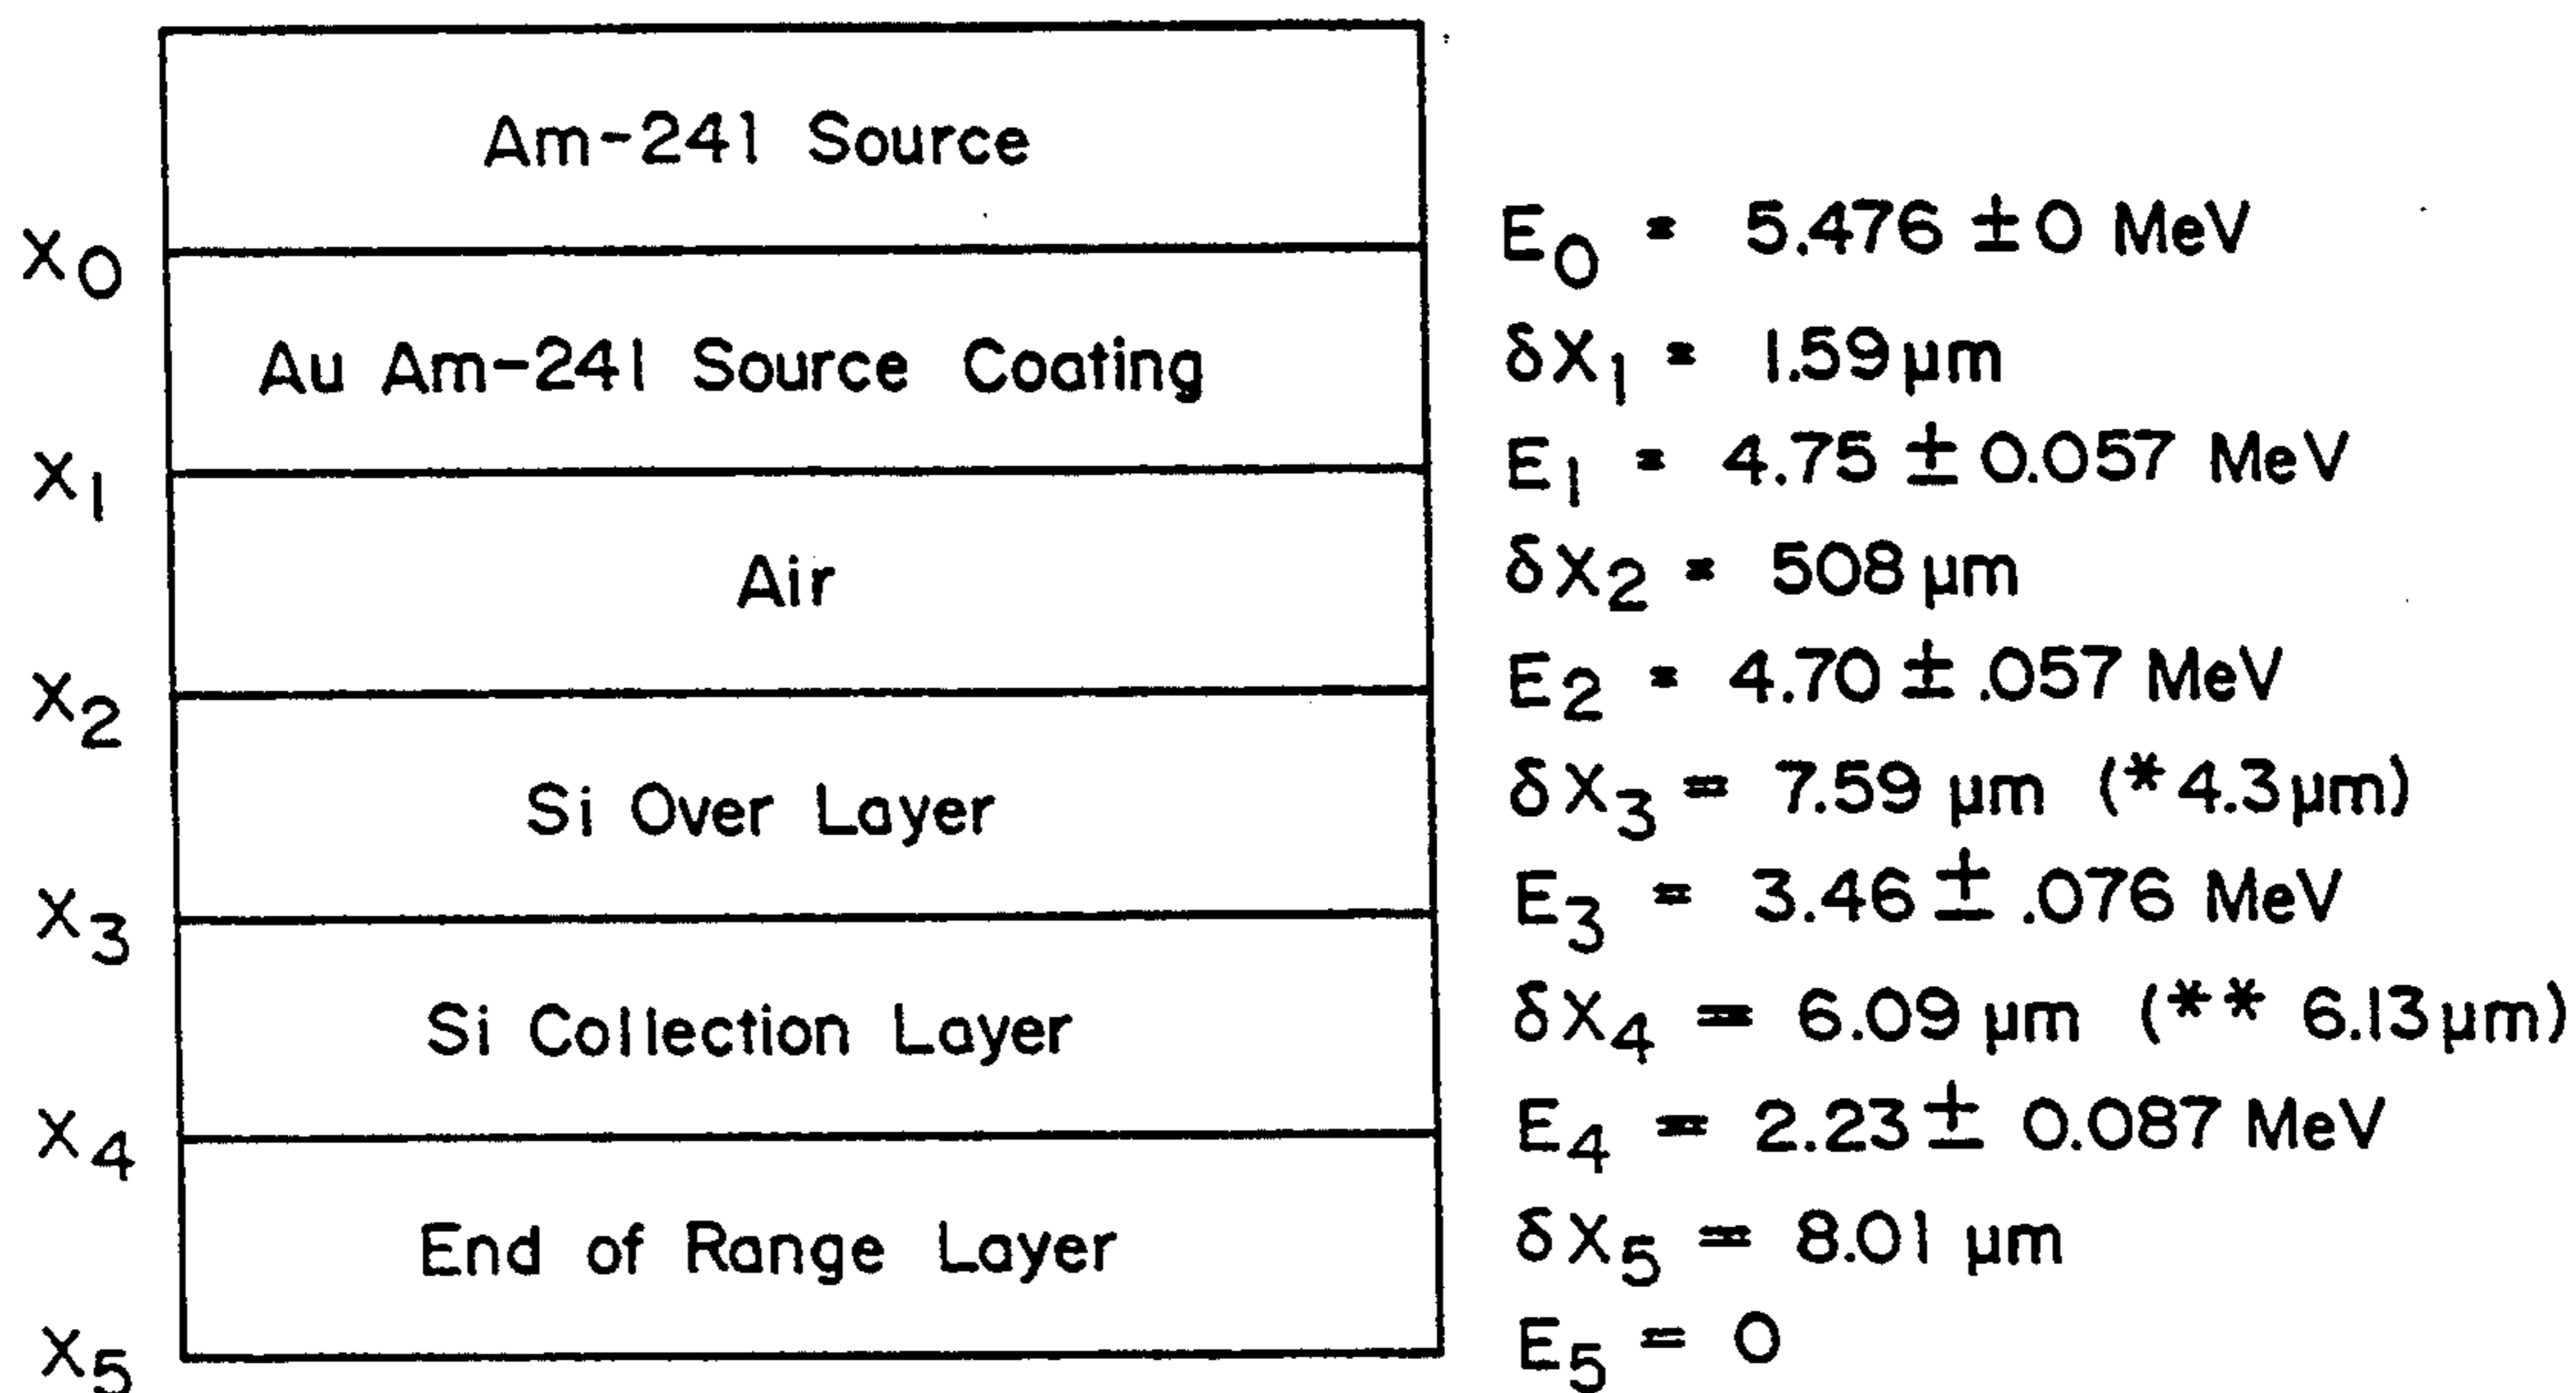 Am-241 Source
X₀
E₀ = 5.476 ± 0 MeV
Au Am-241 Source Coating
δX₁ = 1.59 μm
X₁
E₁ = 4.75 ± 0.057 MeV
Air
δX₂ = 508 μm
X₂
E₂ = 4.70 ± .057 MeV
Si Over Layer
δX₃ = 7.59 μm (*4.3 μm)
X₃
E₃ = 3.46 ± .076 MeV
Si Collection Layer
δX₄ = 6.09 μm (** 6.13 μm)
X₄
E₄ = 2.23 ± 0.087 MeV
End of Range Layer
δX₅ = 8.01 μm
X₅
E₅ = 0